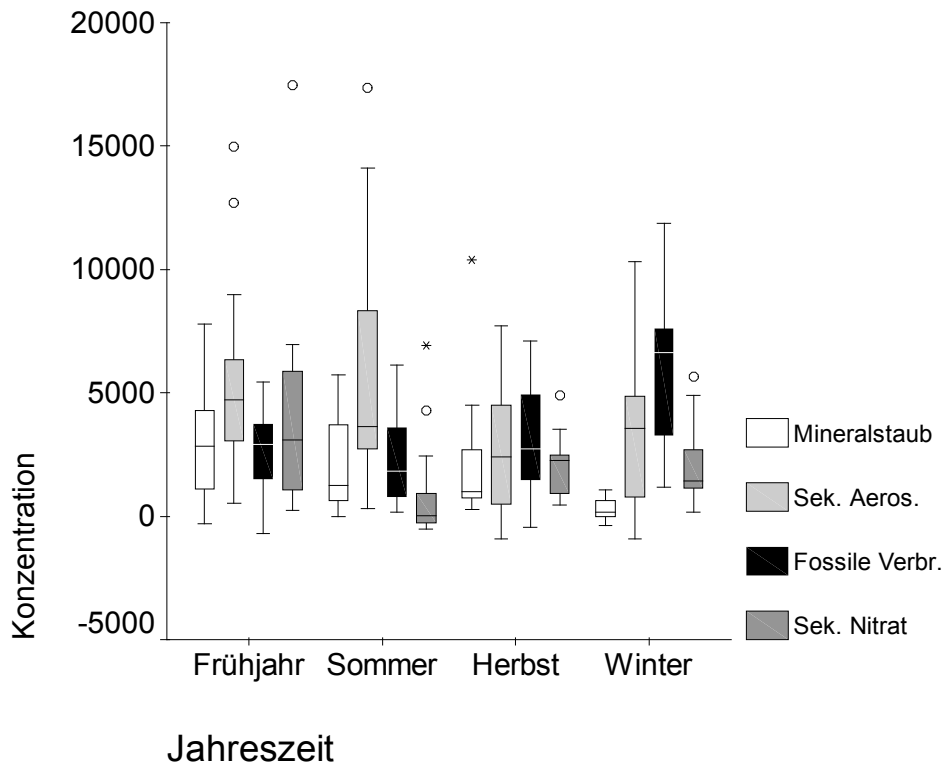 20000
15000
10000
5000
0
-5000
Konzentration
Frühjahr
Sommer
Herbst
Winter
Jahreszeit
Mineralstaub
Sek. Aeros.
Fossile Verbr.
Sek. Nitrat